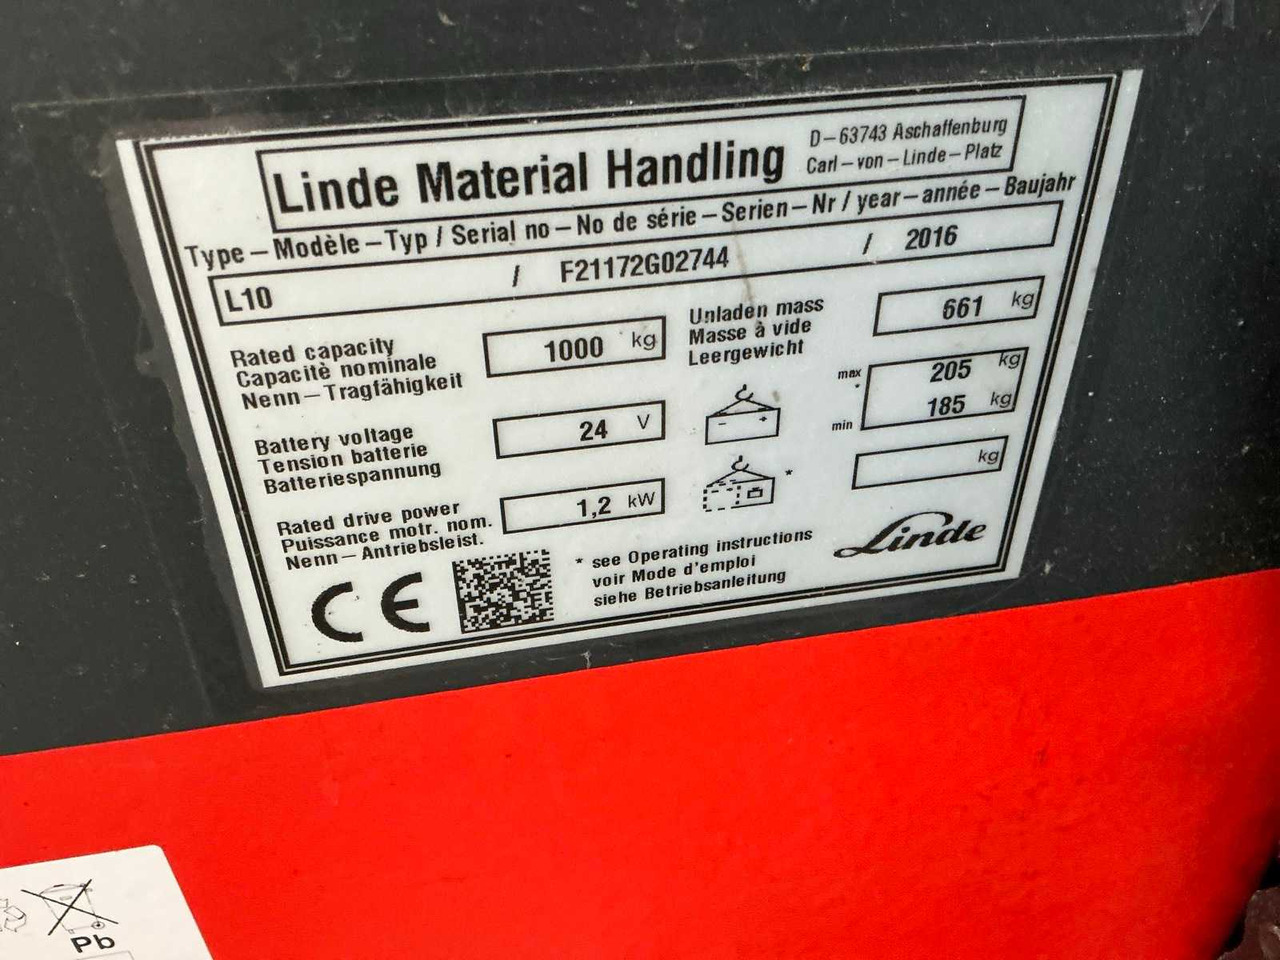 Linde Material Handling
D-63743 Aschaffenburg
Carl-von-Linde-Platz
Type-Modèle-Typ / Serial no-No de série-Serien-Nr / year-année-Baujahr
L10 / F21172G02744 / 2016
Rated capacity
Capacité nominale
Nenn-Tragfähigkeit
1000 kg
Unladen mass
Masse à vide
Leergewicht
661 kg
Battery voltage
Tension batterie
Batteriespannung
24 V
- +
max
205 kg
min
185 kg
Rated drive power
Puissance motr. nom.
Nenn-Antriebsleist.
1,2 kW
*
kg
CE
* see Operating instructions
voir Mode d'emploi
siehe Betriebsanleitung
Linde
Pb